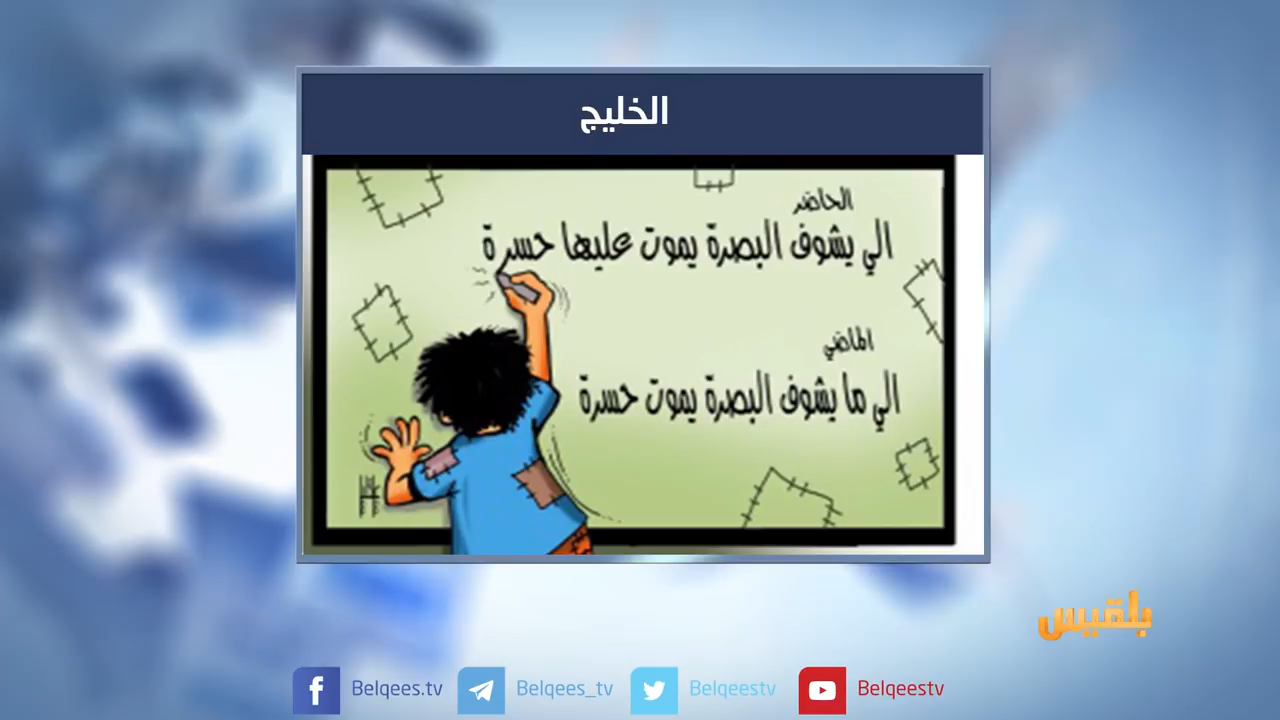 الخليج
الحاضر
الي يشوف البصرة يموت عليها حسرة
الماضي
الي ما يشوف البصرة يموت حسرة
بلقيس
Belqees.tv
Belqees_tv
Belqeestv
Belqeestv